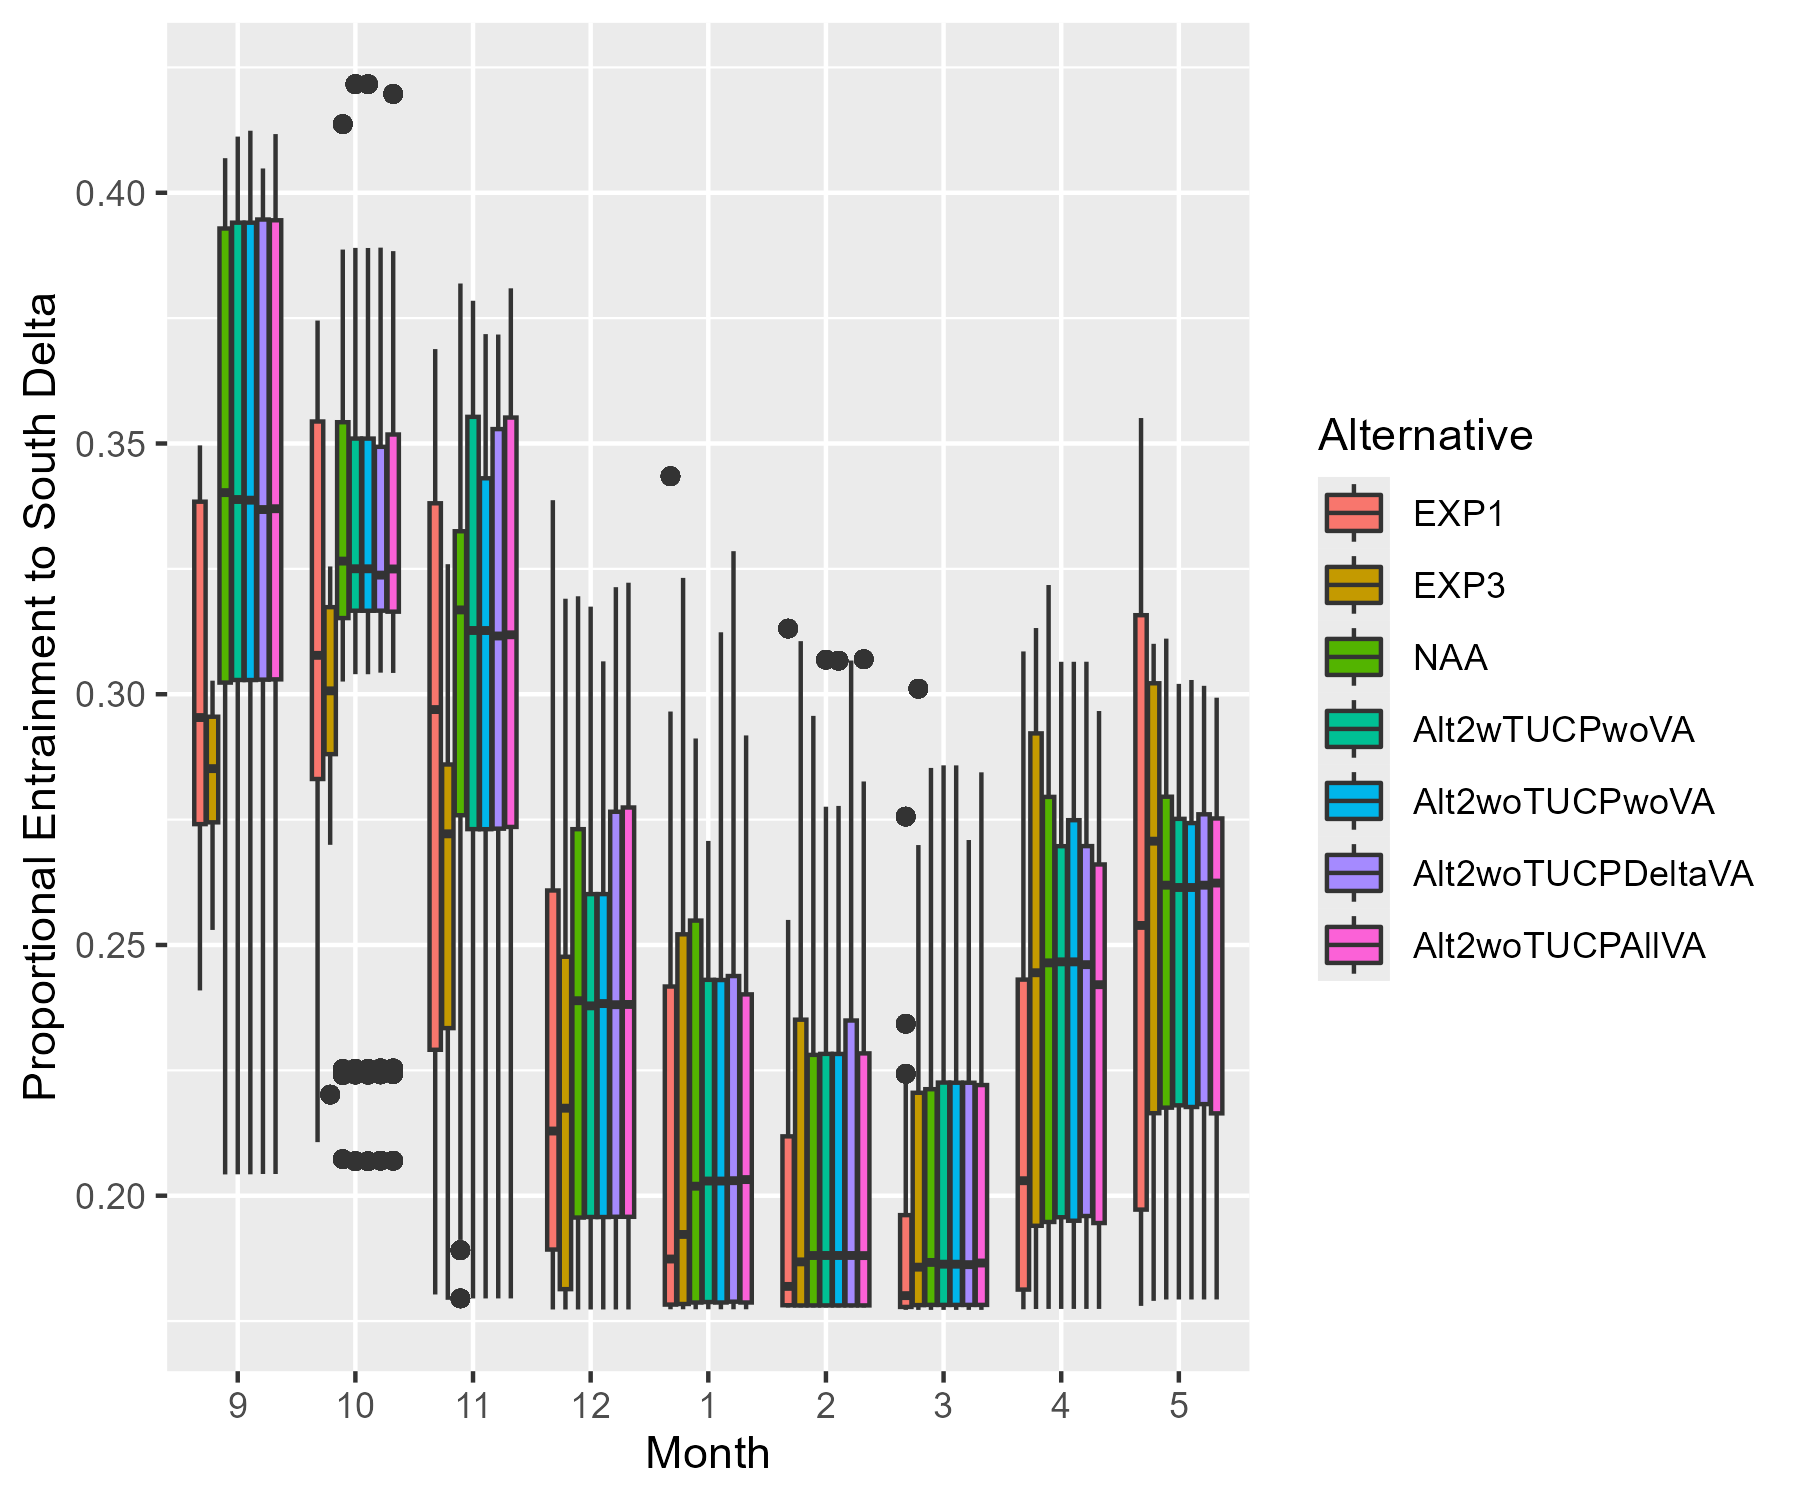 Proportional Entrainment to South Delta
0.40
0.35
0.30
0.25
0.20
9 10 11 12 1 2 3 4 5
Month
Alternative
EXP1
EXP3
NAA
Alt2wTUCPwoVA
Alt2woTUCPwoVA
Alt2woTUCPDeltaVA
Alt2woTUCPAllVA